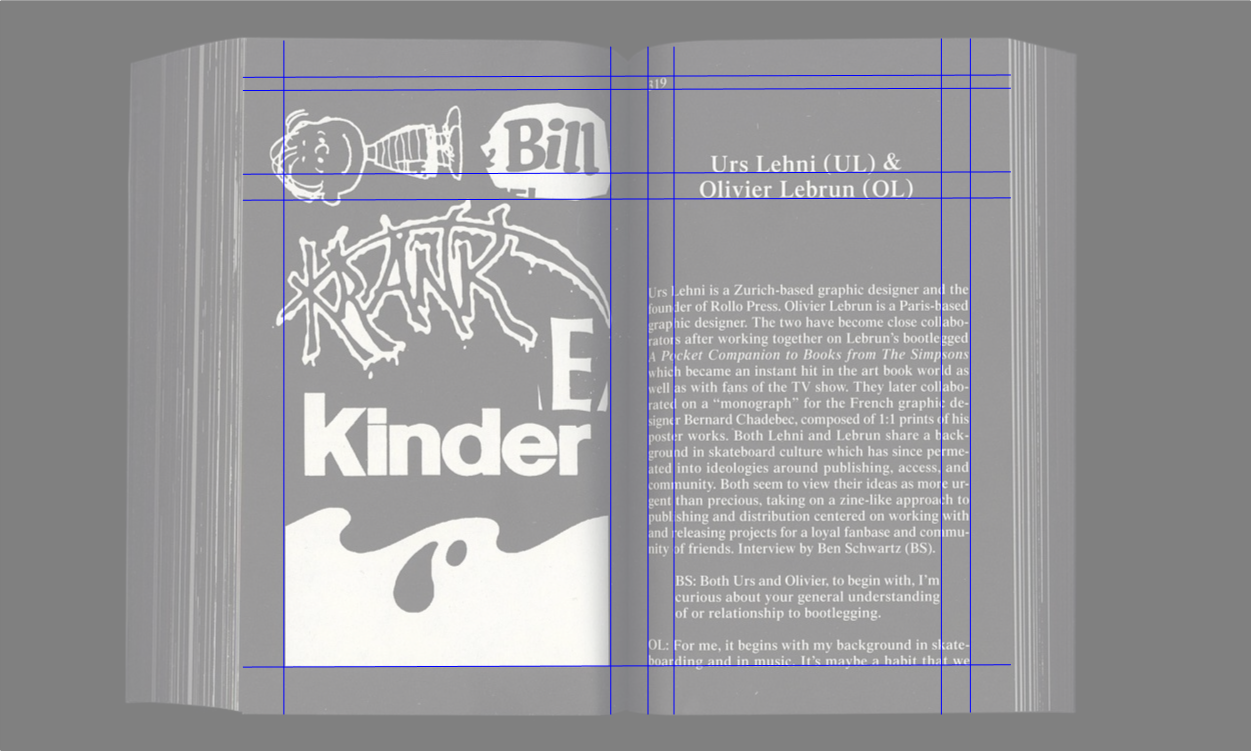 Bill
KRANK
E
Kinder
319
Urs Lehni (UL) &
Olivier Lebrun (OL)
Urs Lehni is a Zurich-based graphic designer and the
founder of Rollo Press. Olivier Lebrun is a Paris-based
graphic designer. The two have become close collabo-
rators after working together on Lebrun’s bootlegged
A Pocket Companion to Books from The Simpsons
which became an instant hit in the art book world as
well as with fans of the TV show. They later collabo-
rated on a “monograph” for the French graphic de-
signer Bernard Chadebec, composed of 1:1 prints of his
poster works. Both Lehni and Lebrun share a back-
ground in skateboard culture which has since perme-
ated into ideologies around publishing, access, and
community. Both seem to view their ideas as more ur-
gent than precious, taking on a zine-like approach to
publishing and distribution centered on working with
and releasing projects for a loyal fanbase and commu-
nity of friends. Interview by Ben Schwartz (BS).
BS: Both Urs and Olivier, to begin with, I’m
curious about your general understanding
of or relationship to bootlegging.
OL: For me, it begins with my background in skate-
boarding and in music. It’s maybe a habit that we